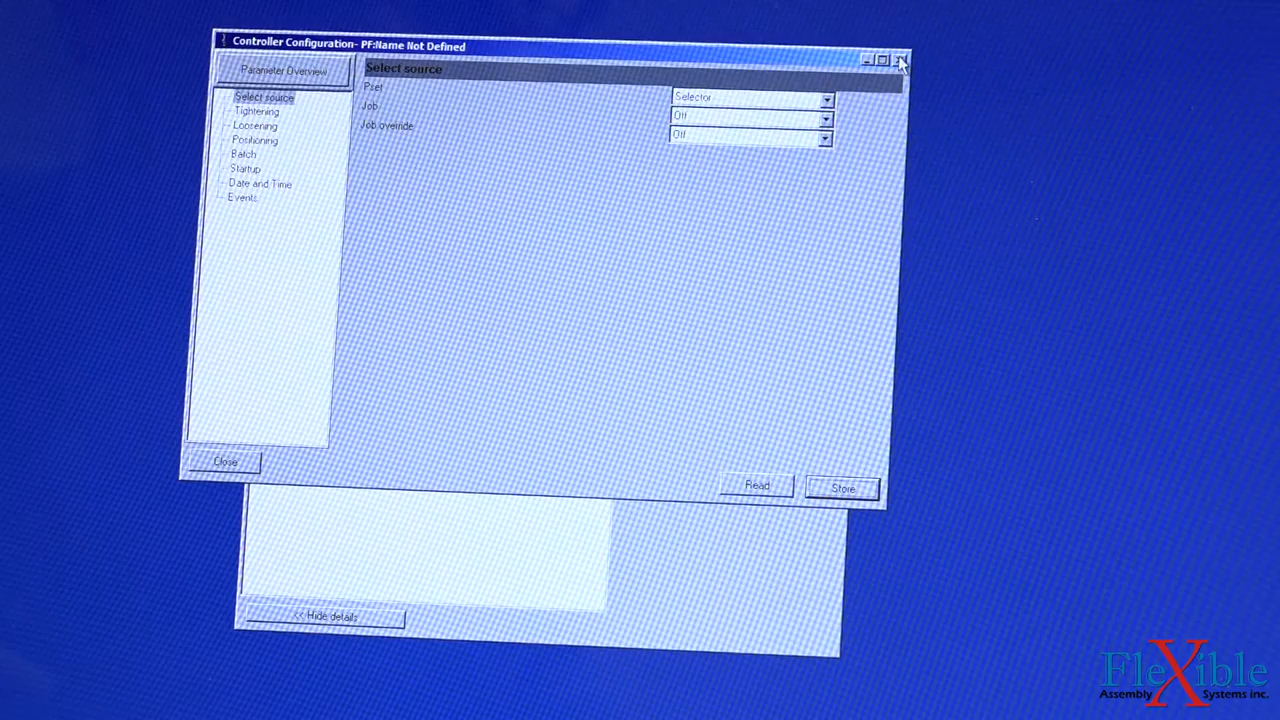 Controller Configuration- PF:Name Not Defined
Parameter Overview
Select source
Tightening
Loosening
Positioning
Batch
Startup
Date and Time
Events
Select source
Pset
Selector
Job
Off
Job override
Off
Close
Read
Store
<< Hide details
FleXible
Assembly Systems inc.